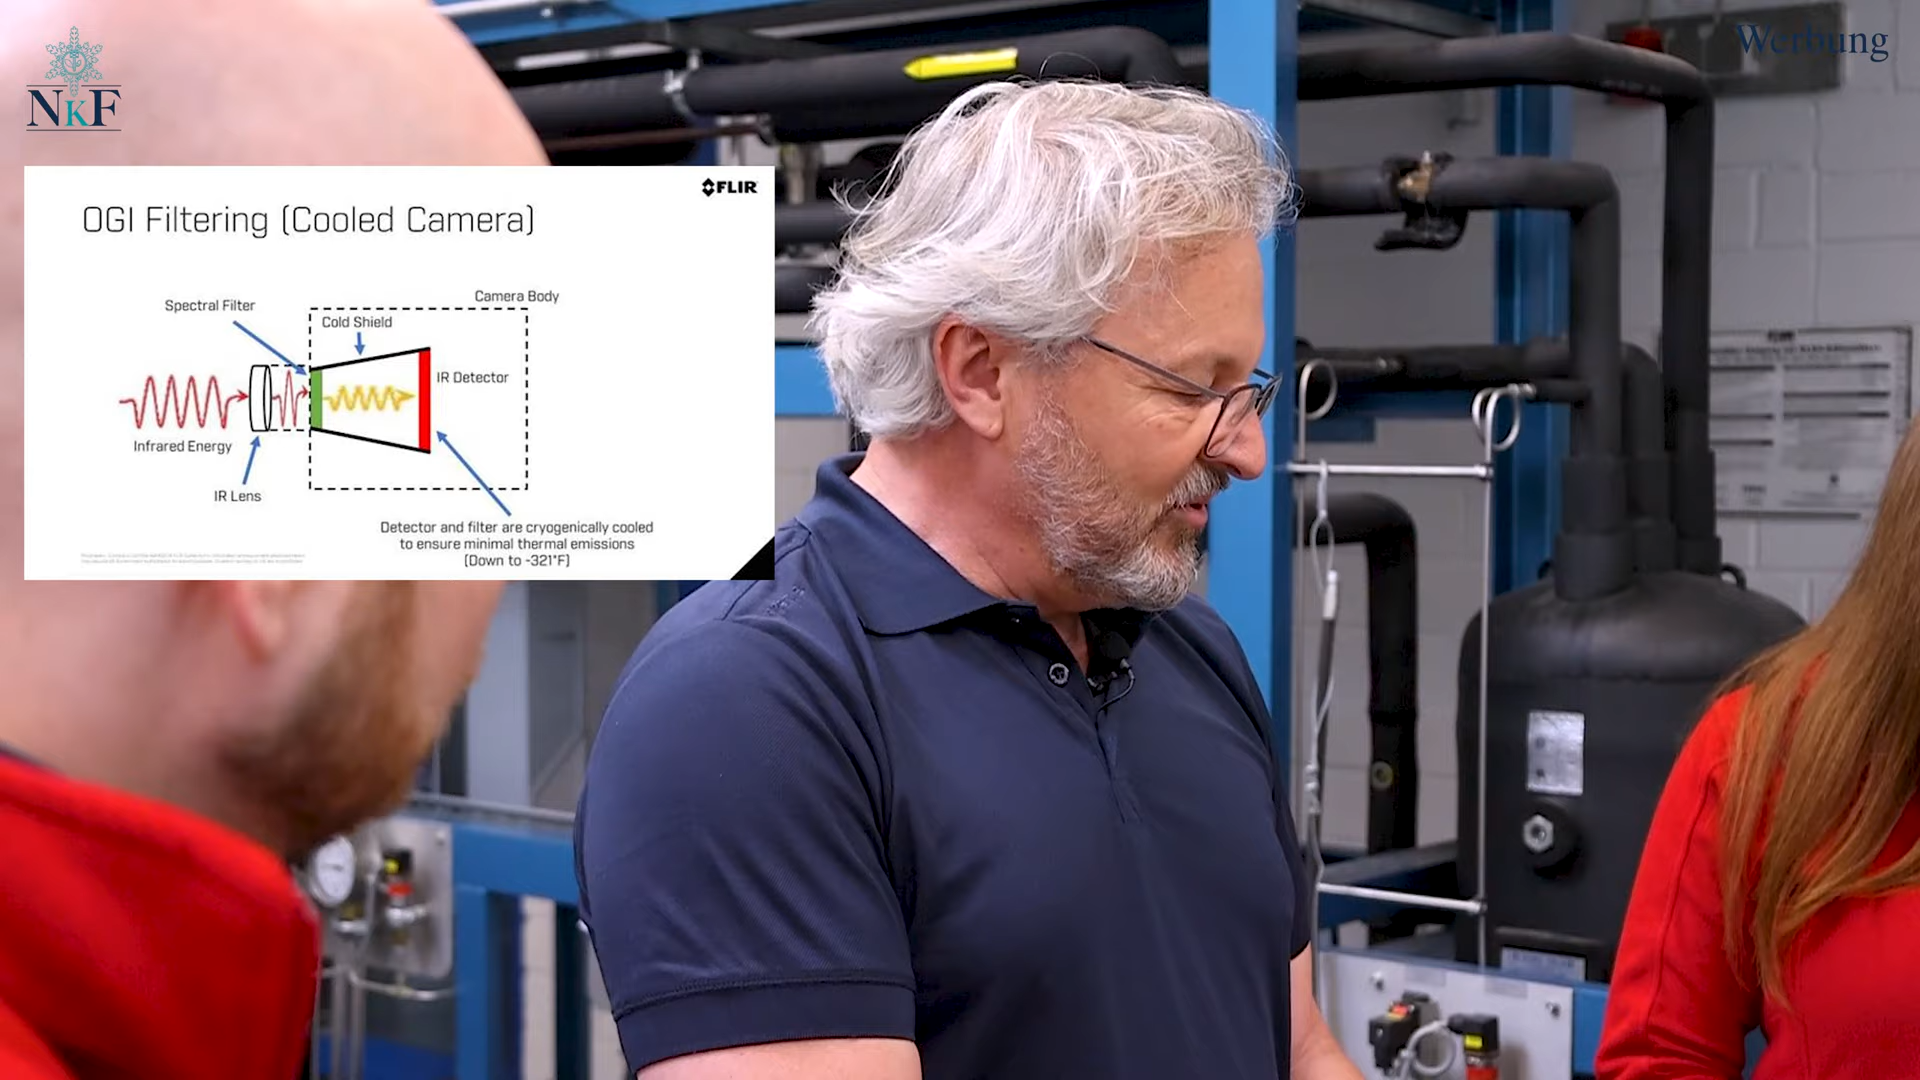 Werbung
NKF
FLIR
OGI Filtering (Cooled Camera)
Camera Body
Spectral Filter
Cold Shield
IR Detector
Infrared Energy
IR Lens
Detector and filter are cryogenically cooled
to ensure minimal thermal emissions
(Down to -321°F)